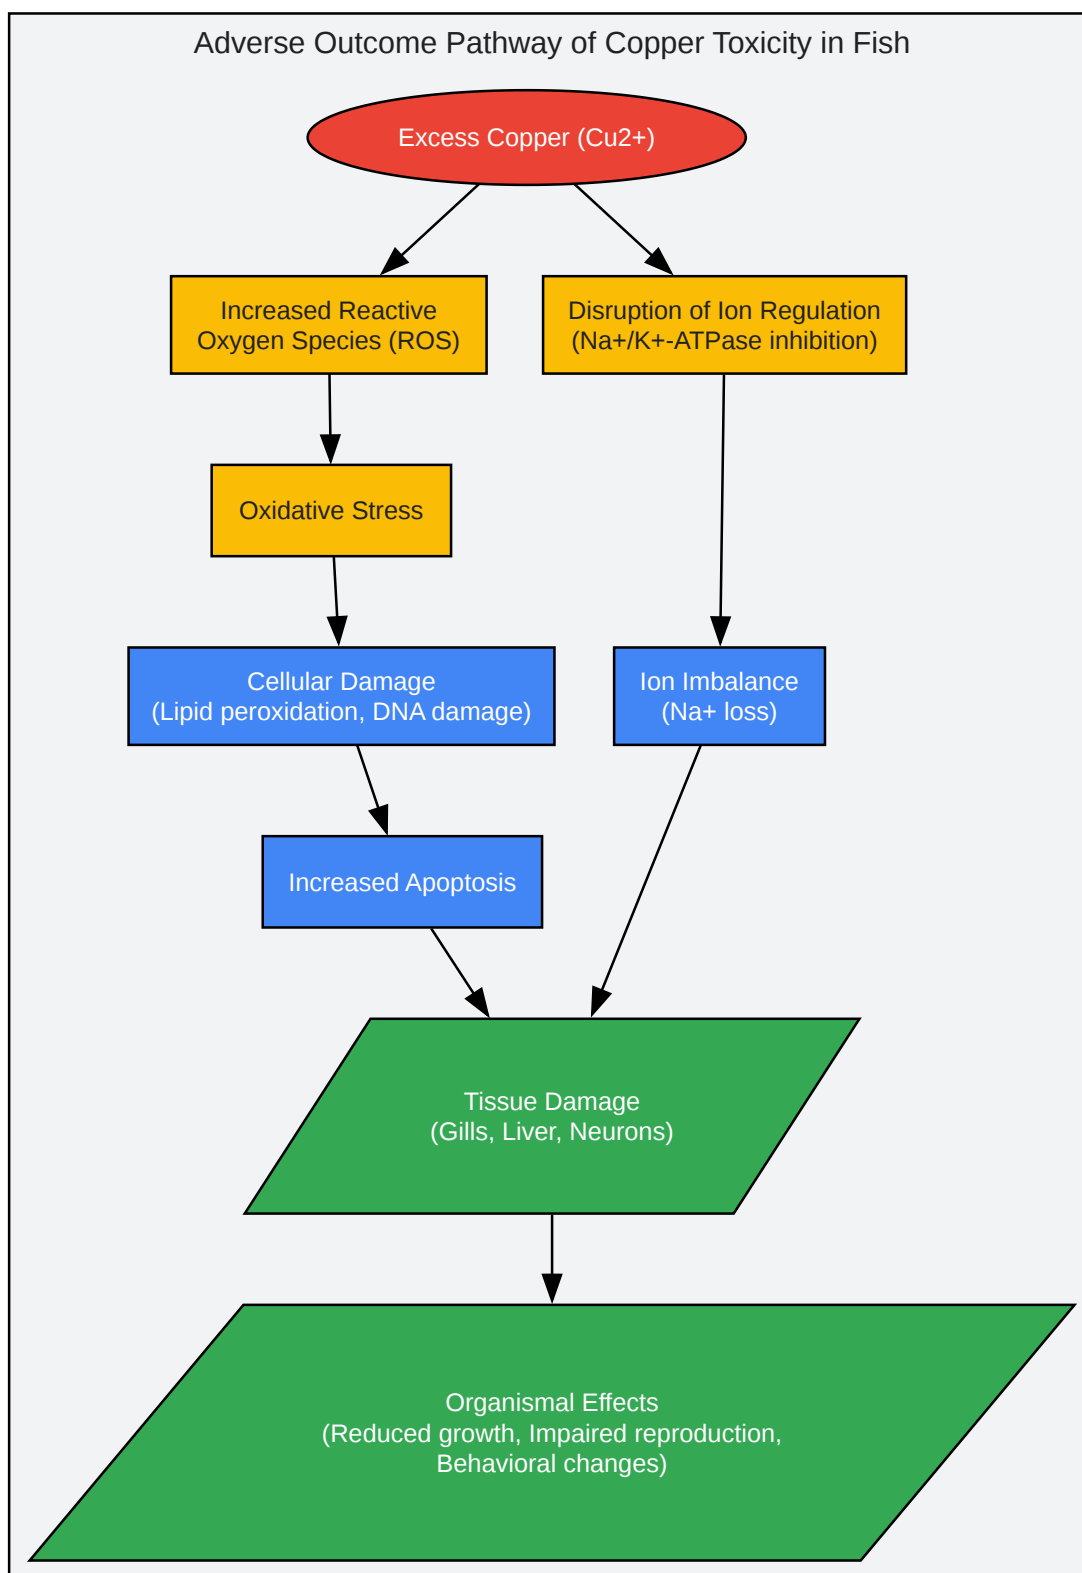 Adverse Outcome Pathway of Copper Toxicity in Fish
Excess Copper (Cu2+)
Increased Reactive
Oxygen Species (ROS)
Disruption of Ion Regulation
(Na+/K+-ATPase inhibition)
Oxidative Stress
Cellular Damage
(Lipid peroxidation, DNA damage)
Ion Imbalance
(Na+ loss)
Increased Apoptosis
Tissue Damage
(Gills, Liver, Neurons)
Organismal Effects
(Reduced growth, Impaired reproduction,
Behavioral changes)